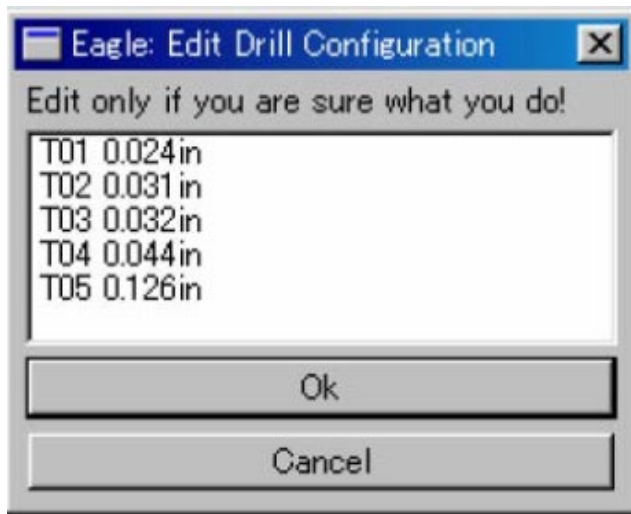 Eagle: Edit Drill Configuration
Edit only if you are sure what you do!
T01 0.024in
T02 0.031in
T03 0.032in
T04 0.044in
T05 0.126in
Ok
Cancel